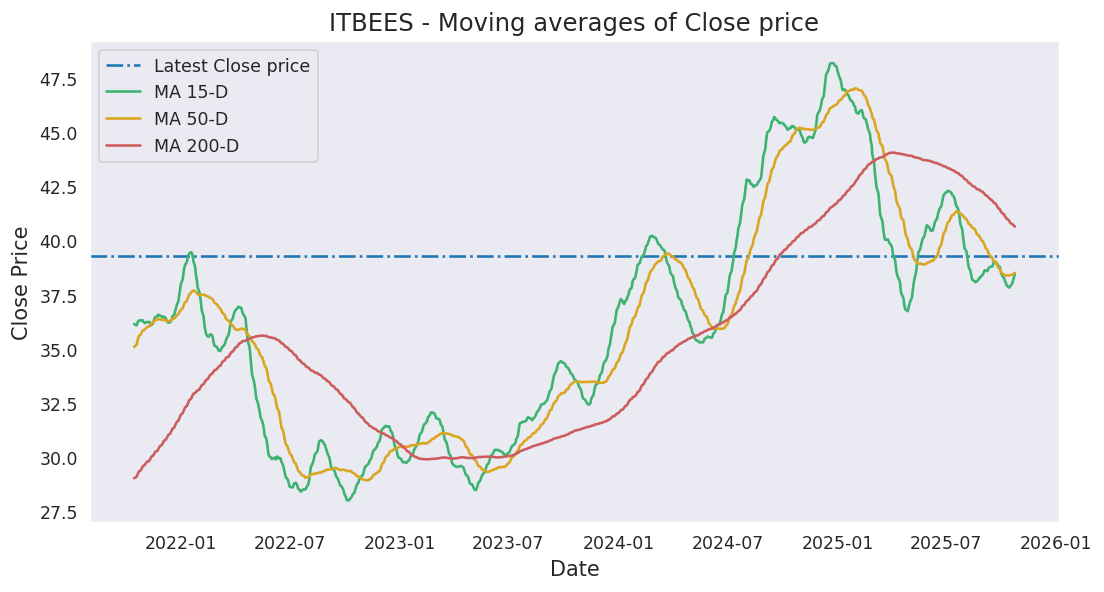 ITBEES - Moving averages of Close price
Latest Close price
MA 15-D
MA 50-D
MA 200-D
Close Price
47.5
45.0
42.5
40.0
37.5
35.0
32.5
30.0
27.5
2022-01 2022-07 2023-01 2023-07 2024-01 2024-07 2025-01 2025-07 2026-01
Date